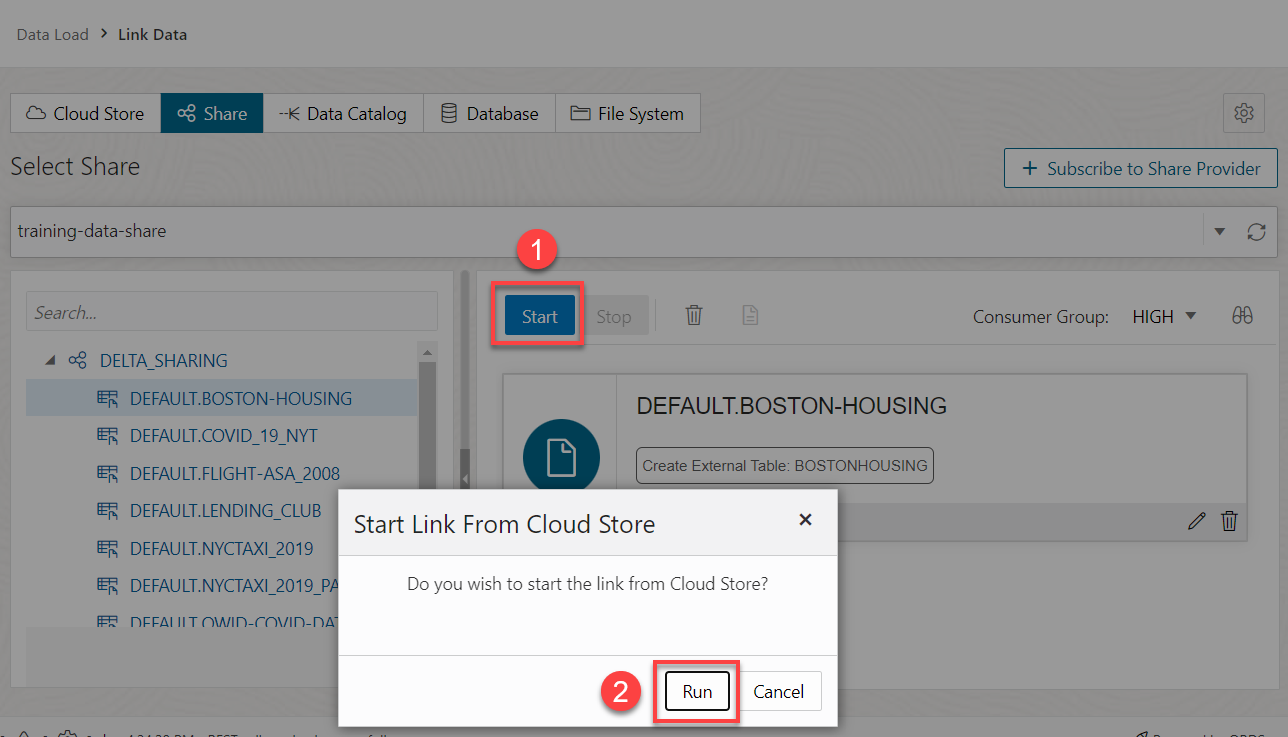 Data Load > Link Data
Cloud Store Share Data Catalog Database File System
Select Share
+ Subscribe to Share Provider
training-data-share
1
Search...
Start Stop Consumer Group: HIGH
DELTA_SHARING
DEFAULT.BOSTON-HOUSING
DEFAULT.COVID_19_NYT
DEFAULT.FLIGHT-ASA_2008
DEFAULT.LENDING_CLUB
DEFAULT.NYCTAXI_2019
DEFAULT.NYCTAXI_2019_PA
DEFAULT.OWID-COVID-DAT
DEFAULT.BOSTON-HOUSING
Create External Table: BOSTONHOUSING
Start Link From Cloud Store
Do you wish to start the link from Cloud Store?
2
Run Cancel